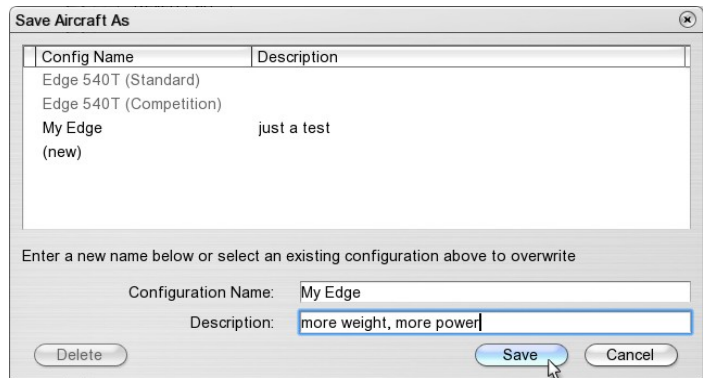 Save Aircraft As
Config Name Description
Edge 540T (Standard)
Edge 540T (Competition)
My Edge just a test
(new)
Enter a new name below or select an existing configuration above to overwrite
Configuration Name: My Edge
Description: more weight, more power
Delete Save Cancel